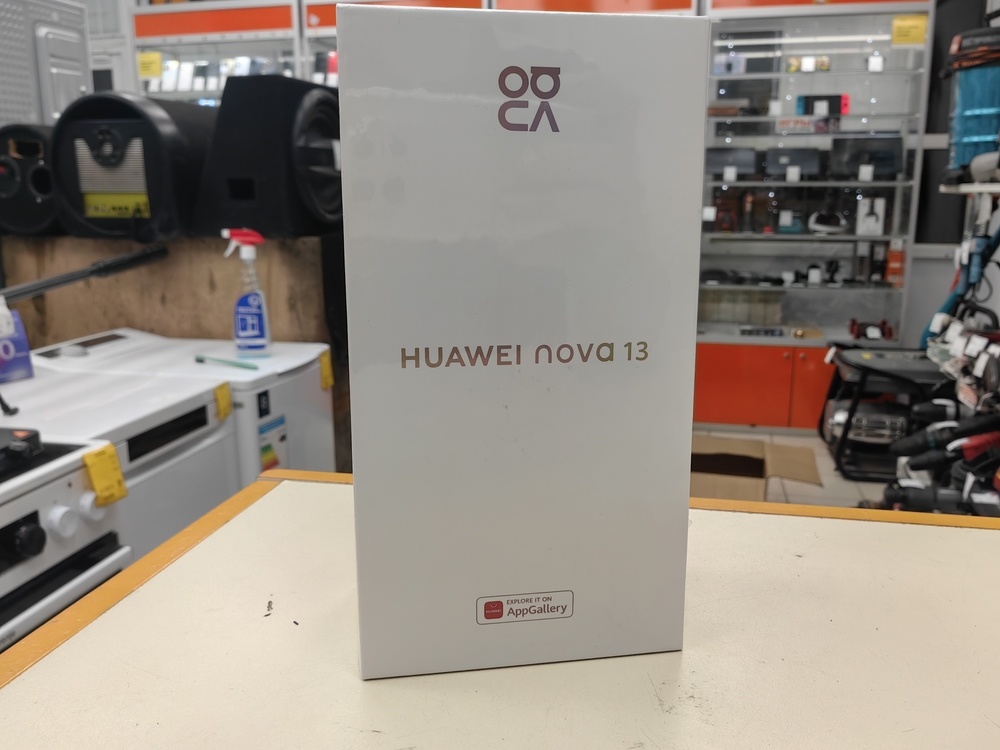 HUAWEI nova 13
EXPLORE IT ON
AppGallery